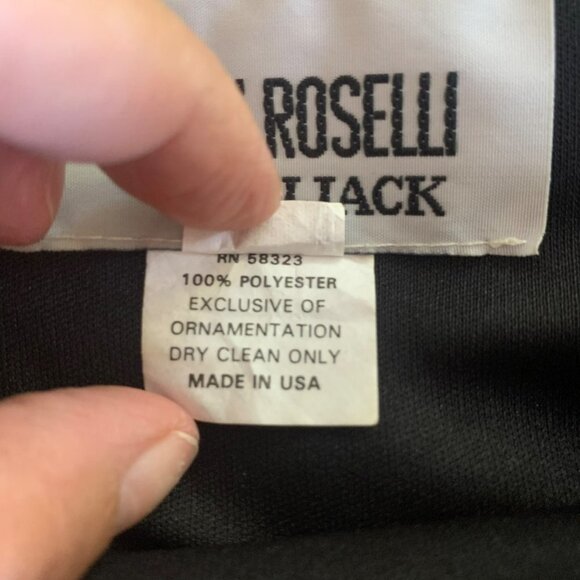 ROSELLI
JACK
RN 58323
100% POLYESTER
EXCLUSIVE OF
ORNAMENTATION
DRY CLEAN ONLY
MADE IN USA